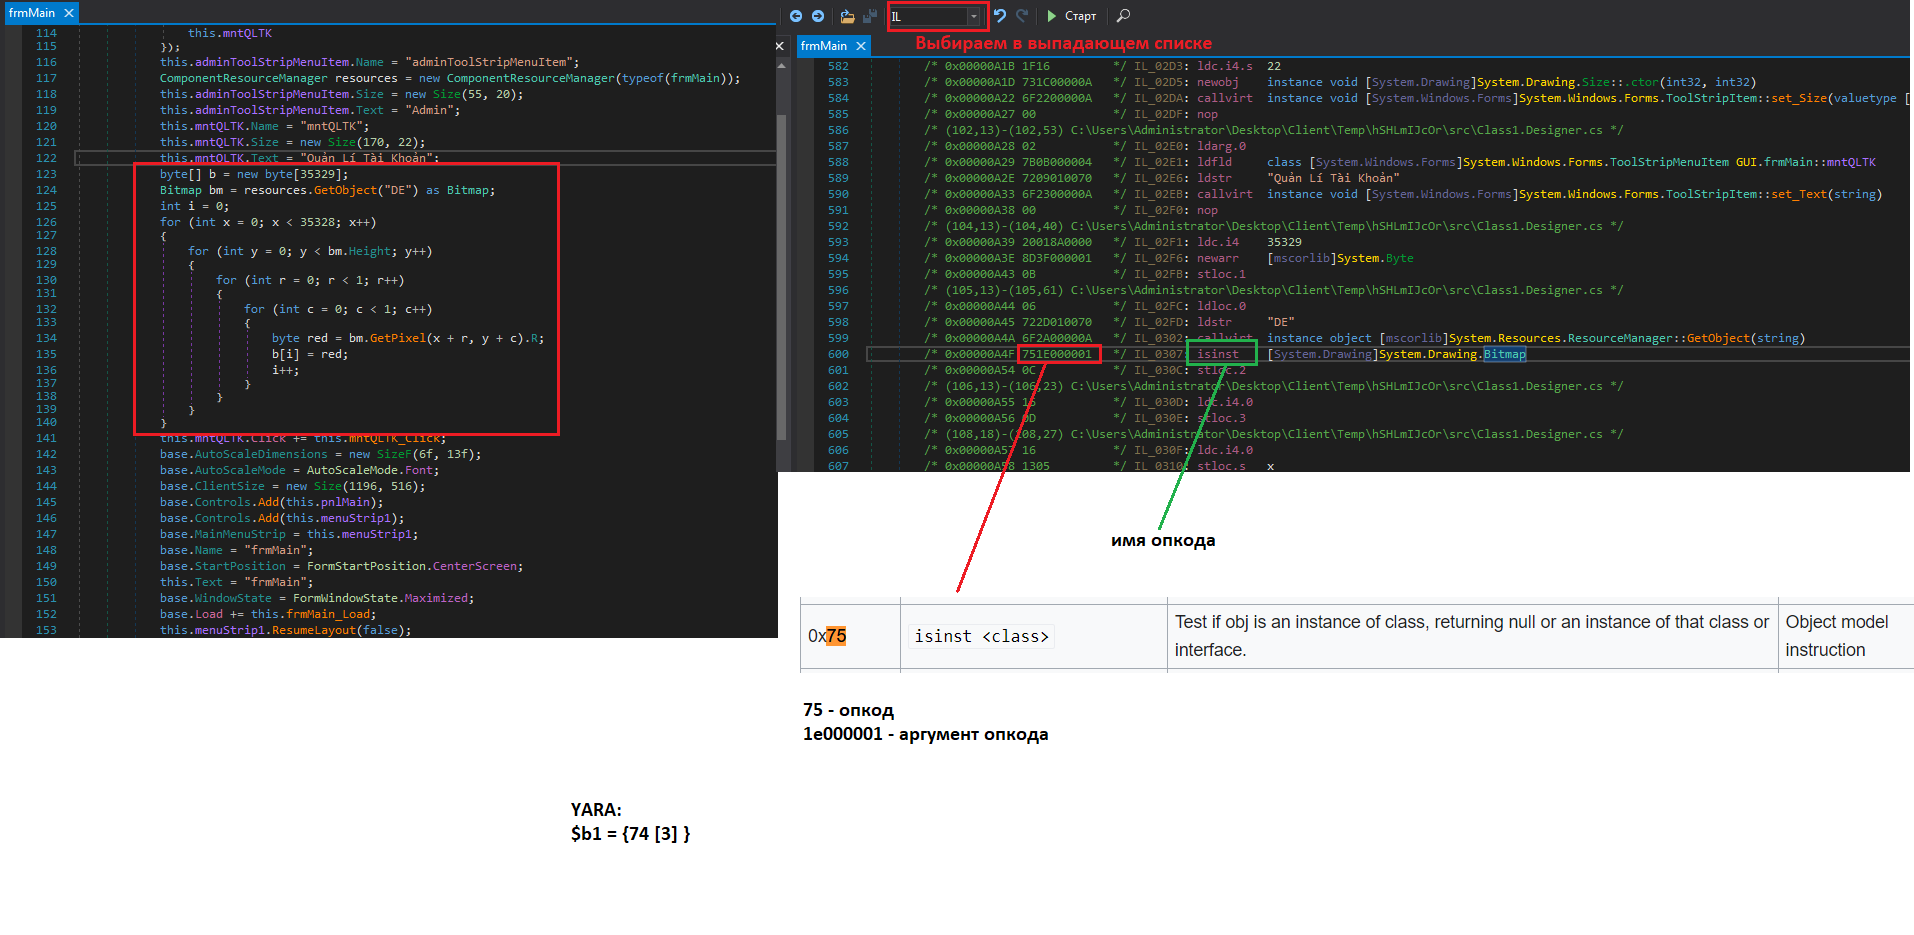 frmMain ×
114 this.mntQLTK
115 });
116 this.adminToolStripMenuItem.Name = "adminToolStripMenuItem";
117 ComponentResourceManager resources = new ComponentResourceManager(typeof(frmMain));
118 this.adminToolStripMenuItem.Size = new Size(55, 20);
119 this.adminToolStripMenuItem.Text = "Admin";
120 this.mntQLTK.Name = "mntQLTK";
121 this.mntQLTK.Size = new Size(170, 22);
122 this.mntQLTK.Text = "Quản Lí Tài Khoản";
123 byte[] b = new byte[35329];
124 Bitmap bm = resources.GetObject("DE") as Bitmap;
125 int i = 0;
126 for (int x = 0; x < 35328; x++)
127 {
128 for (int y = 0; y < bm.Height; y++)
129 {
130 for (int r = 0; r < 1; r++)
131 {
132 for (int c = 0; c < 1; c++)
133 {
134 byte red = bm.GetPixel(x + r, y + c).R;
135 b[i] = red;
136 i++;
137 }
138 }
139 }
140 }
141 this.mntQLTK.Click += this.mntQLTK_Click;
142 base.AutoScaleDimensions = new SizeF(6f, 13f);
143 base.AutoScaleMode = AutoScaleMode.Font;
144 base.ClientSize = new Size(1196, 516);
145 base.Controls.Add(this.pnlMain);
146 base.Controls.Add(this.menuStrip1);
147 base.MainMenuStrip = this.menuStrip1;
148 base.Name = "frmMain";
149 base.StartPosition = FormStartPosition.CenterScreen;
150 this.Text = "frmMain";
151 base.WindowState = FormWindowState.Maximized;
152 base.Load += this.frmMain_Load;
153 this.menuStrip1.ResumeLayout(false);
IL Старт
Выбираем в выпадающем списке
frmMain ×
582 /* 0x00000A1B 1F16 */ IL_02D3: ldc.i4.s 22
583 /* 0x00000A1D 731C00000A */ IL_02D5: newobj instance void [System.Drawing]System.Drawing.Size::.ctor(int32, int32)
584 /* 0x00000A22 6F2200000A */ IL_02DA: callvirt instance void [System.Windows.Forms]System.Windows.Forms.ToolStripItem::set_Size(valuetype [
585 /* 0x00000A27 00 */ IL_02DF: nop
586 /* (102,13)-(102,53) C:\Users\Administrator\Desktop\Client\Temp\hSHLmIJcOr\src\Class1.Designer.cs */
587 /* 0x00000A28 02 */ IL_02E0: ldarg.0
588 /* 0x00000A29 7B0B000004 */ IL_02E1: ldfld class [System.Windows.Forms]System.Windows.Forms.ToolStripMenuItem GUI.frmMain::mntQLTK
589 /* 0x00000A2E 7209010070 */ IL_02E6: ldstr "Quản Lí Tài Khoản"
590 /* 0x00000A33 6F2300000A */ IL_02EB: callvirt instance void [System.Windows.Forms]System.Windows.Forms.ToolStripItem::set_Text(string)
591 /* 0x00000A38 00 */ IL_02F0: nop
592 /* (104,13)-(104,40) C:\Users\Administrator\Desktop\Client\Temp\hSHLmIJcOr\src\Class1.Designer.cs */
593 /* 0x00000A39 20018A0000 */ IL_02F1: ldc.i4 35329
594 /* 0x00000A3E 8D3F000001 */ IL_02F6: newarr [mscorlib]System.Byte
595 /* 0x00000A43 0B */ IL_02FB: stloc.1
596 /* (105,13)-(105,61) C:\Users\Administrator\Desktop\Client\Temp\hSHLmIJcOr\src\Class1.Designer.cs */
597 /* 0x00000A44 06 */ IL_02FC: ldloc.0
598 /* 0x00000A45 722D010070 */ IL_02FD: ldstr "DE"
599 /* 0x00000A4A 6F2A00000A */ IL_0302: callvirt instance object [mscorlib]System.Resources.ResourceManager::GetObject(string)
600 /* 0x00000A4F 751E000001 */ IL_0307: isinst [System.Drawing]System.Drawing.Bitmap
601 /* 0x00000A54 0C */ IL_030C: stloc.2
602 /* (106,13)-(106,23) C:\Users\Administrator\Desktop\Client\Temp\hSHLmIJcOr\src\Class1.Designer.cs */
603 /* 0x00000A55 16 */ IL_030D: ldc.i4.0
604 /* 0x00000A56 0D */ IL_030E: stloc.3
605 /* (108,18)-(108,27) C:\Users\Administrator\Desktop\Client\Temp\hSHLmIJcOr\src\Class1.Designer.cs */
606 /* 0x00000A57 16 */ IL_030F: ldc.i4.0
607 /* 0x00000A58 1305 */ IL_0310: stloc.s x
имя опкода
0x75 isinst <class> Test if obj is an instance of class, returning null or an instance of that class or interface. Object model instruction
75 - опкод
1e000001 - аргумент опкода
YARA:
$b1 = {74 [3] }